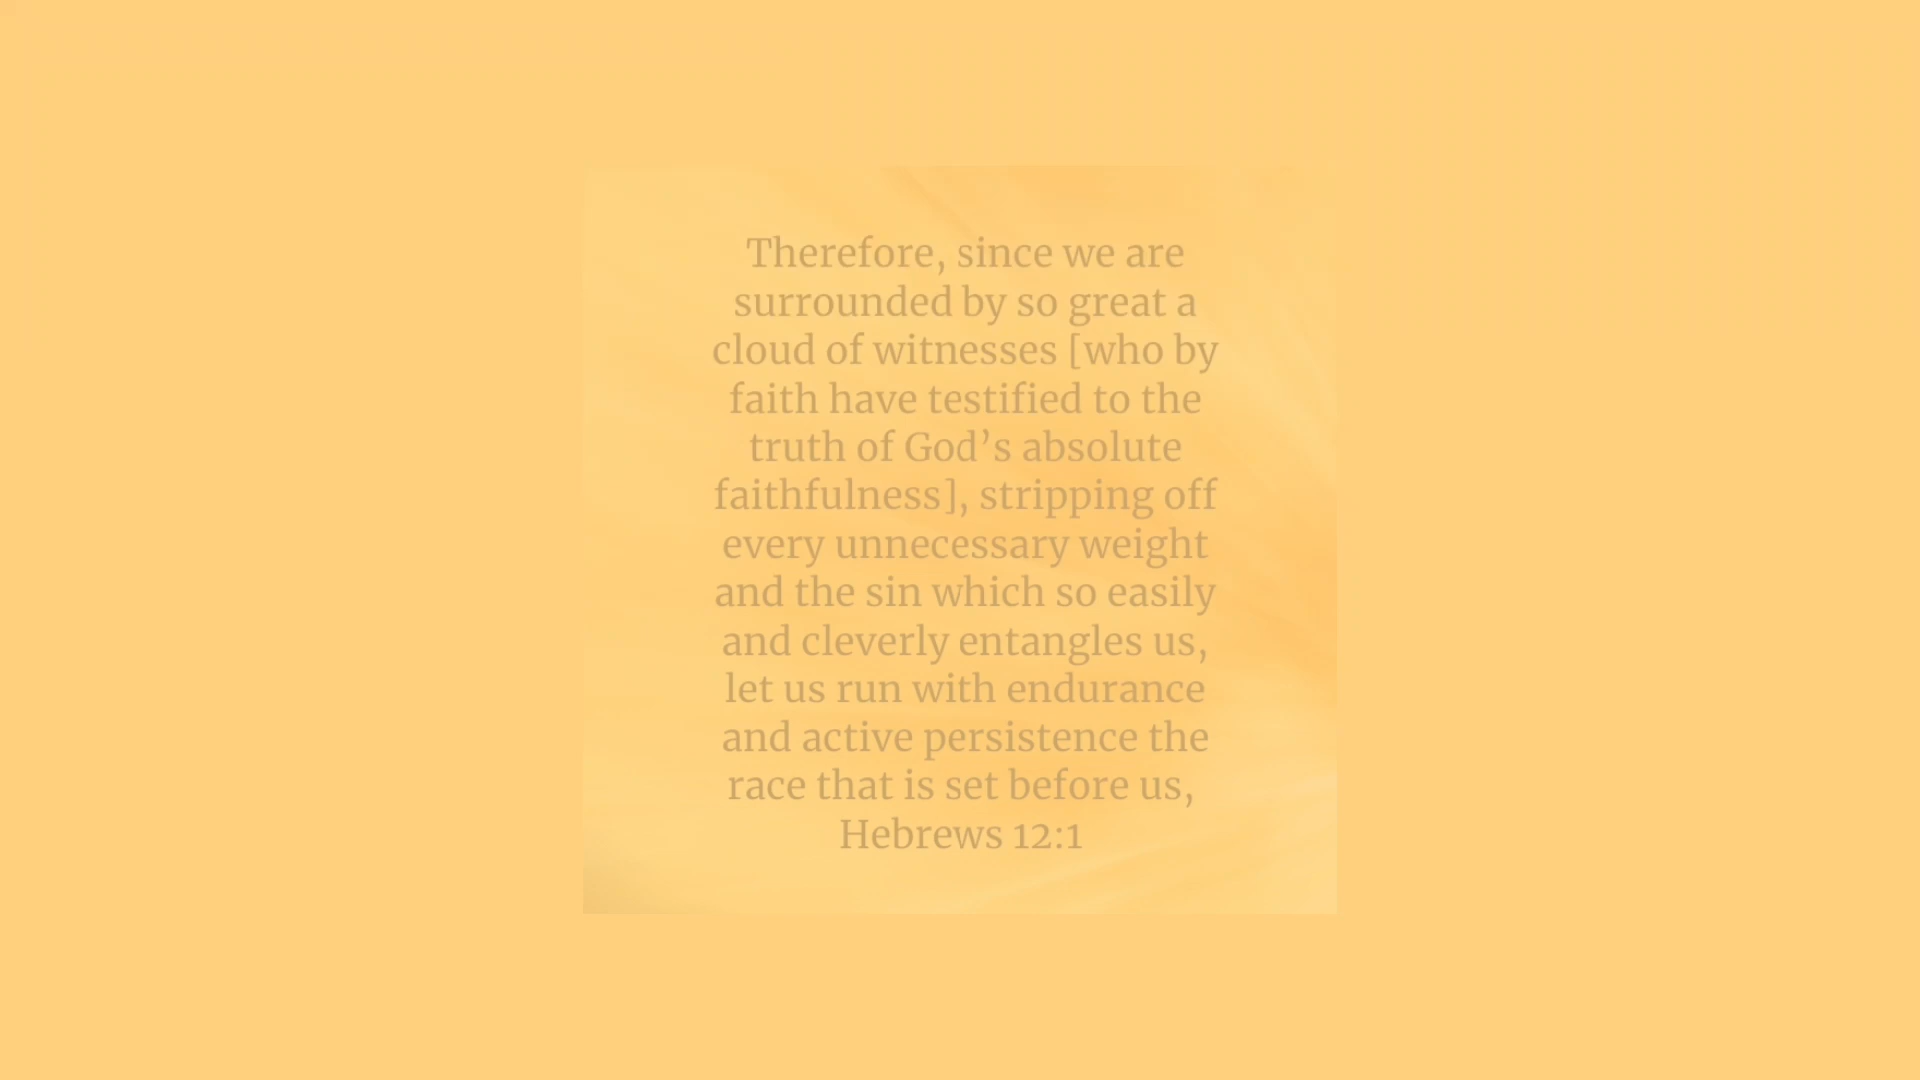 Therefore, since we are
surrounded by so great a
cloud of witnesses [who by
faith have testified to the
truth of God’s absolute
faithfulness], stripping off
every unnecessary weight
and the sin which so easily
and cleverly entangles us,
let us run with endurance
and active persistence the
race that is set before us,
Hebrews 12:1